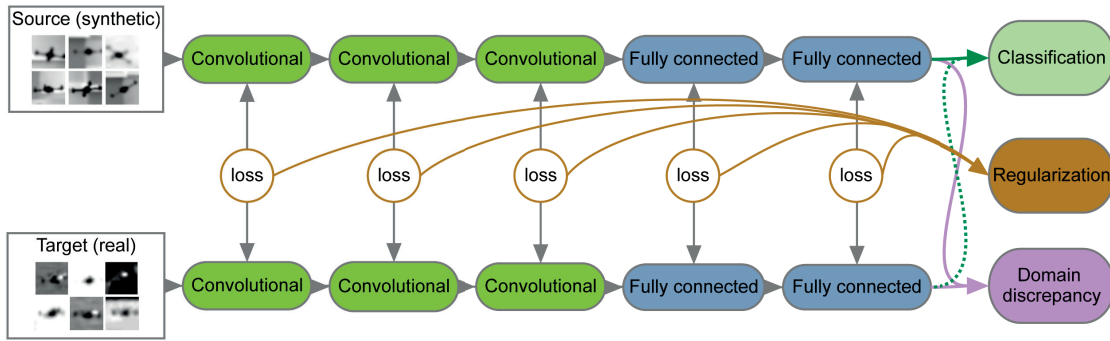 Source (synthetic)
Convolutional
Convolutional
Convolutional
Fully connected
Fully connected
Classification
loss
loss
loss
loss
loss
Regularization
Target (real)
Convolutional
Convolutional
Convolutional
Fully connected
Fully connected
Domain
discrepancy